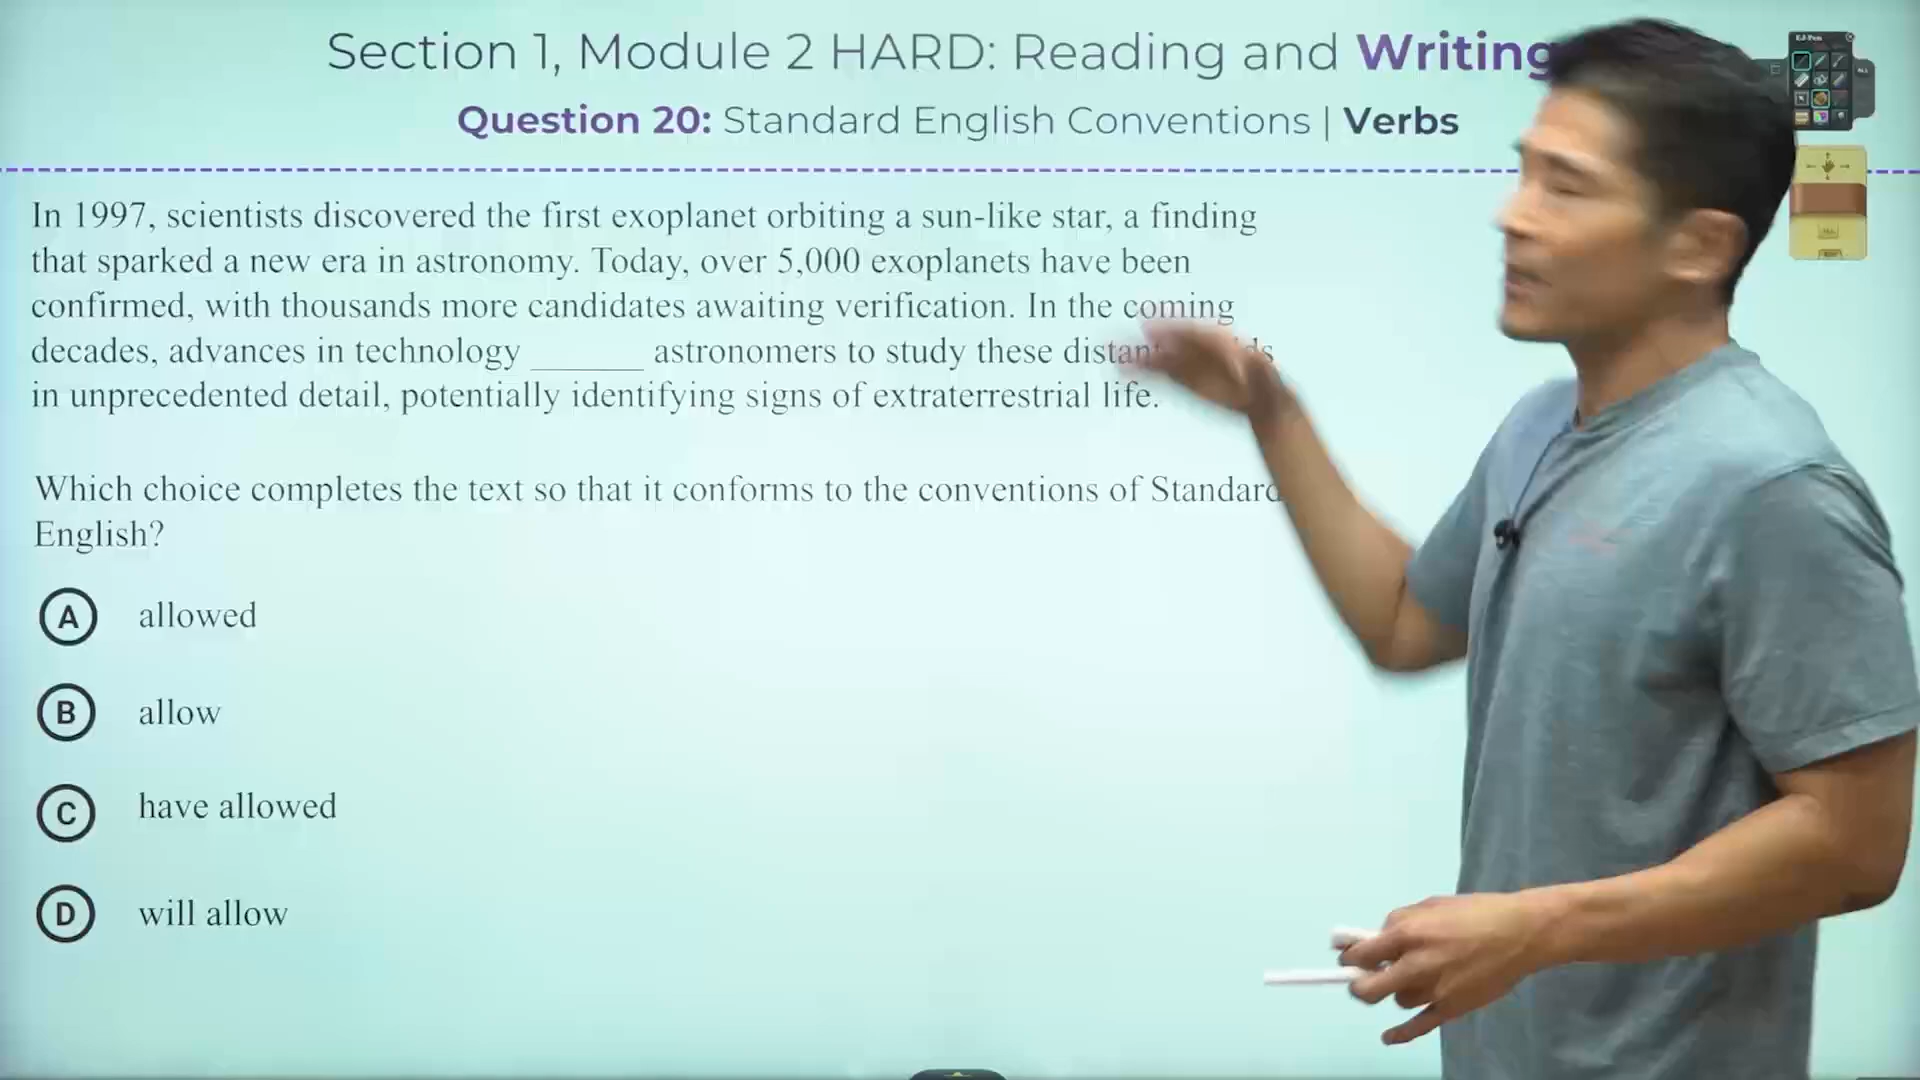 Section 1, Module 2 HARD: Reading and Writing
Question 20: Standard English Conventions | Verbs
In 1997, scientists discovered the first exoplanet orbiting a sun-like star, a finding
that sparked a new era in astronomy. Today, over 5,000 exoplanets have been
confirmed, with thousands more candidates awaiting verification. In the coming
decades, advances in technology ______ astronomers to study these distant
in unprecedented detail, potentially identifying signs of extraterrestrial life.
Which choice completes the text so that it conforms to the conventions of Standard
English?
A allowed
B allow
C have allowed
D will allow